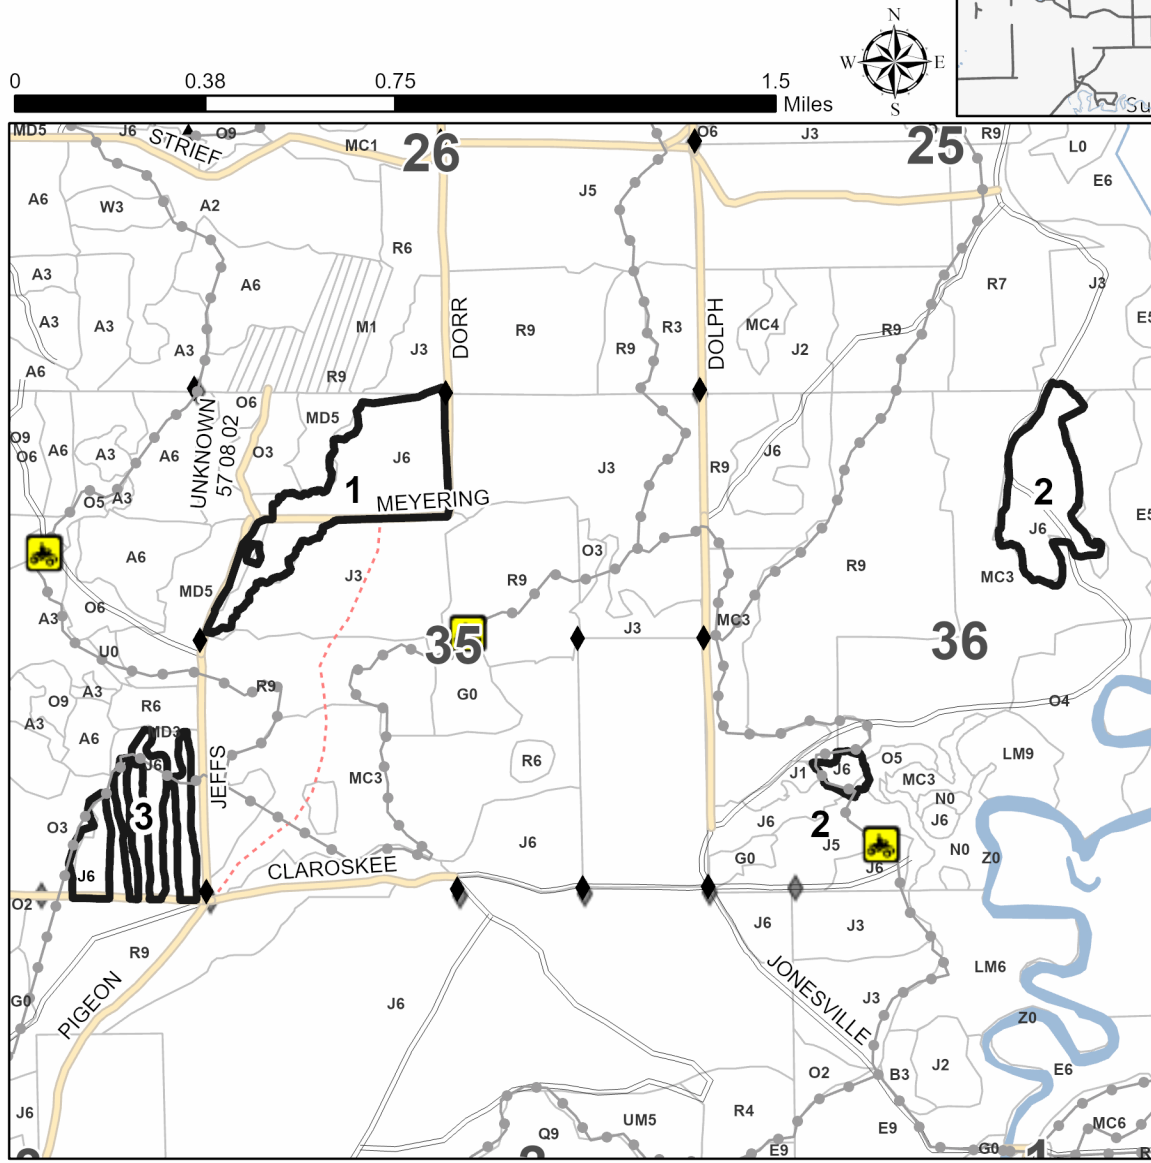 N
W E
S
0 0.38 0.75 1.5
Miles
Su
MD5 J6 O9 STRIEF MC1 26 O6 J3 25 R9 L0
E6
A6 W3 A2 J5
R6
A3 A6 R7 J3
A3 A3 M1 DORR R9 R3 DOLPH MC4 R9 E5
A3 J3 R9 J2
A6 R9
O6 MD5
UNKNOWN
57 08 02
O9 O6 A6 A3 A6 O3 J6 J3 R9 J6
O5 A3 1 MEYERING 2 E5
J6
A6 J3 R9 O3 R9 MC3
MD5
O6
A3 J3 MC3
U0 35 36
R9 G0
O9 A3 R6 O4
A3 A6 MD3
J6 JEFFS MC3 R6 J1 J6 O5 MC3 LM9
N0
3 J6 2 J6
O3 J6 J5 N0
G0 Z0
J6 CLAROSKEE J6
O2
J6 J3
R9 JONESVILLE LM6
PIGEON
G0 J6 J3
Z0
O2 B3 J2 E6
J6 UM5 R4 MC6
Q9 E9
E9 G0 1 R